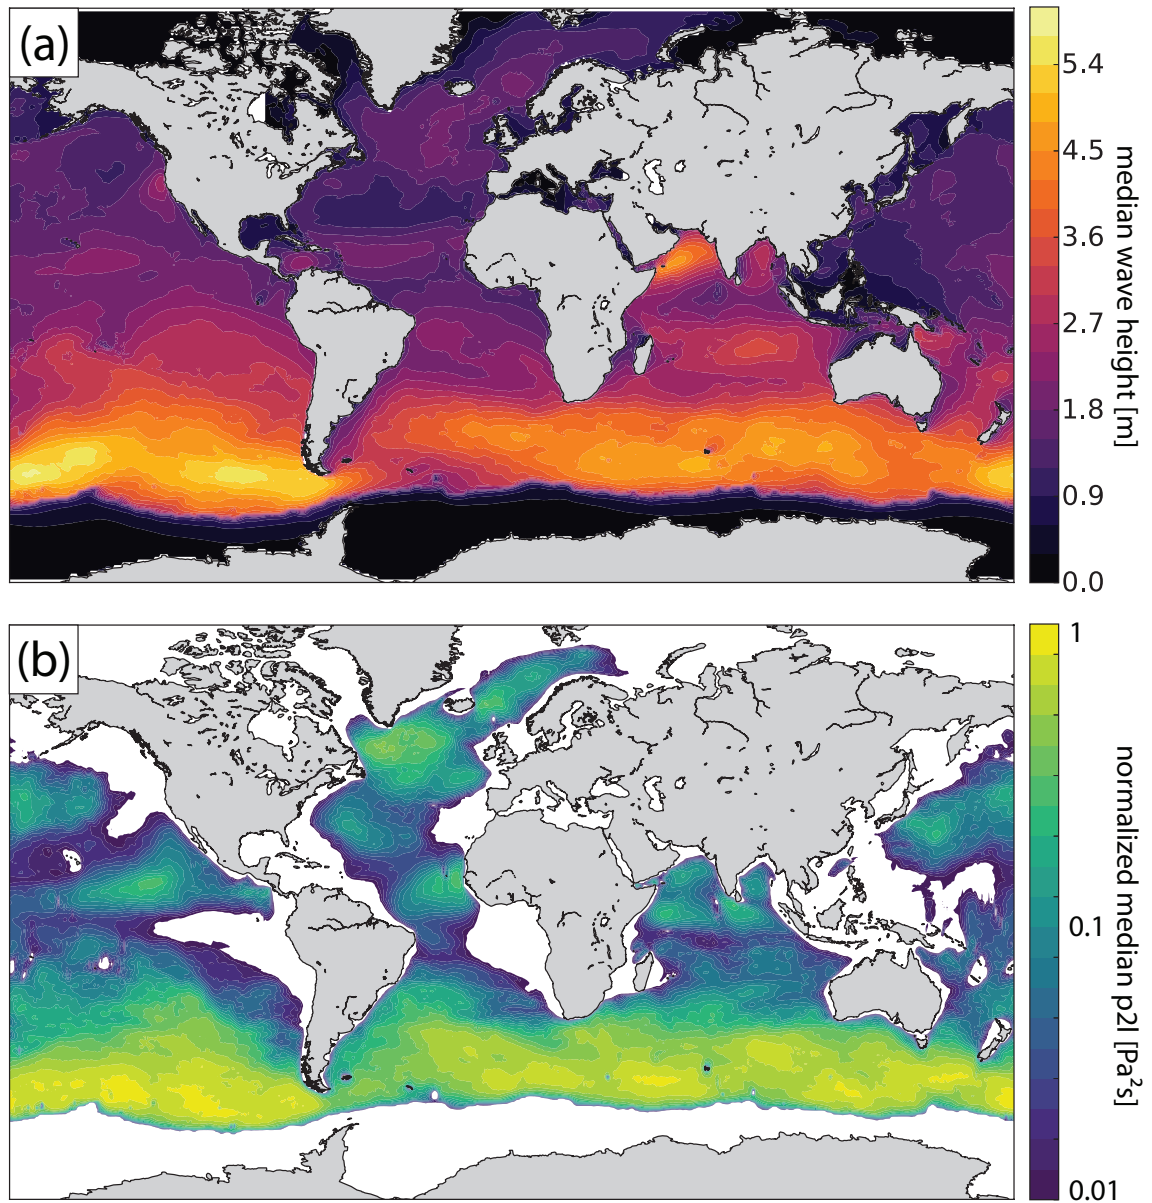 (a)
5.4
4.5
3.6
2.7
1.8
0.9
0.0
median wave height [m]
(b)
1
0.1
0.01
normalized median p2l [Pa²s]